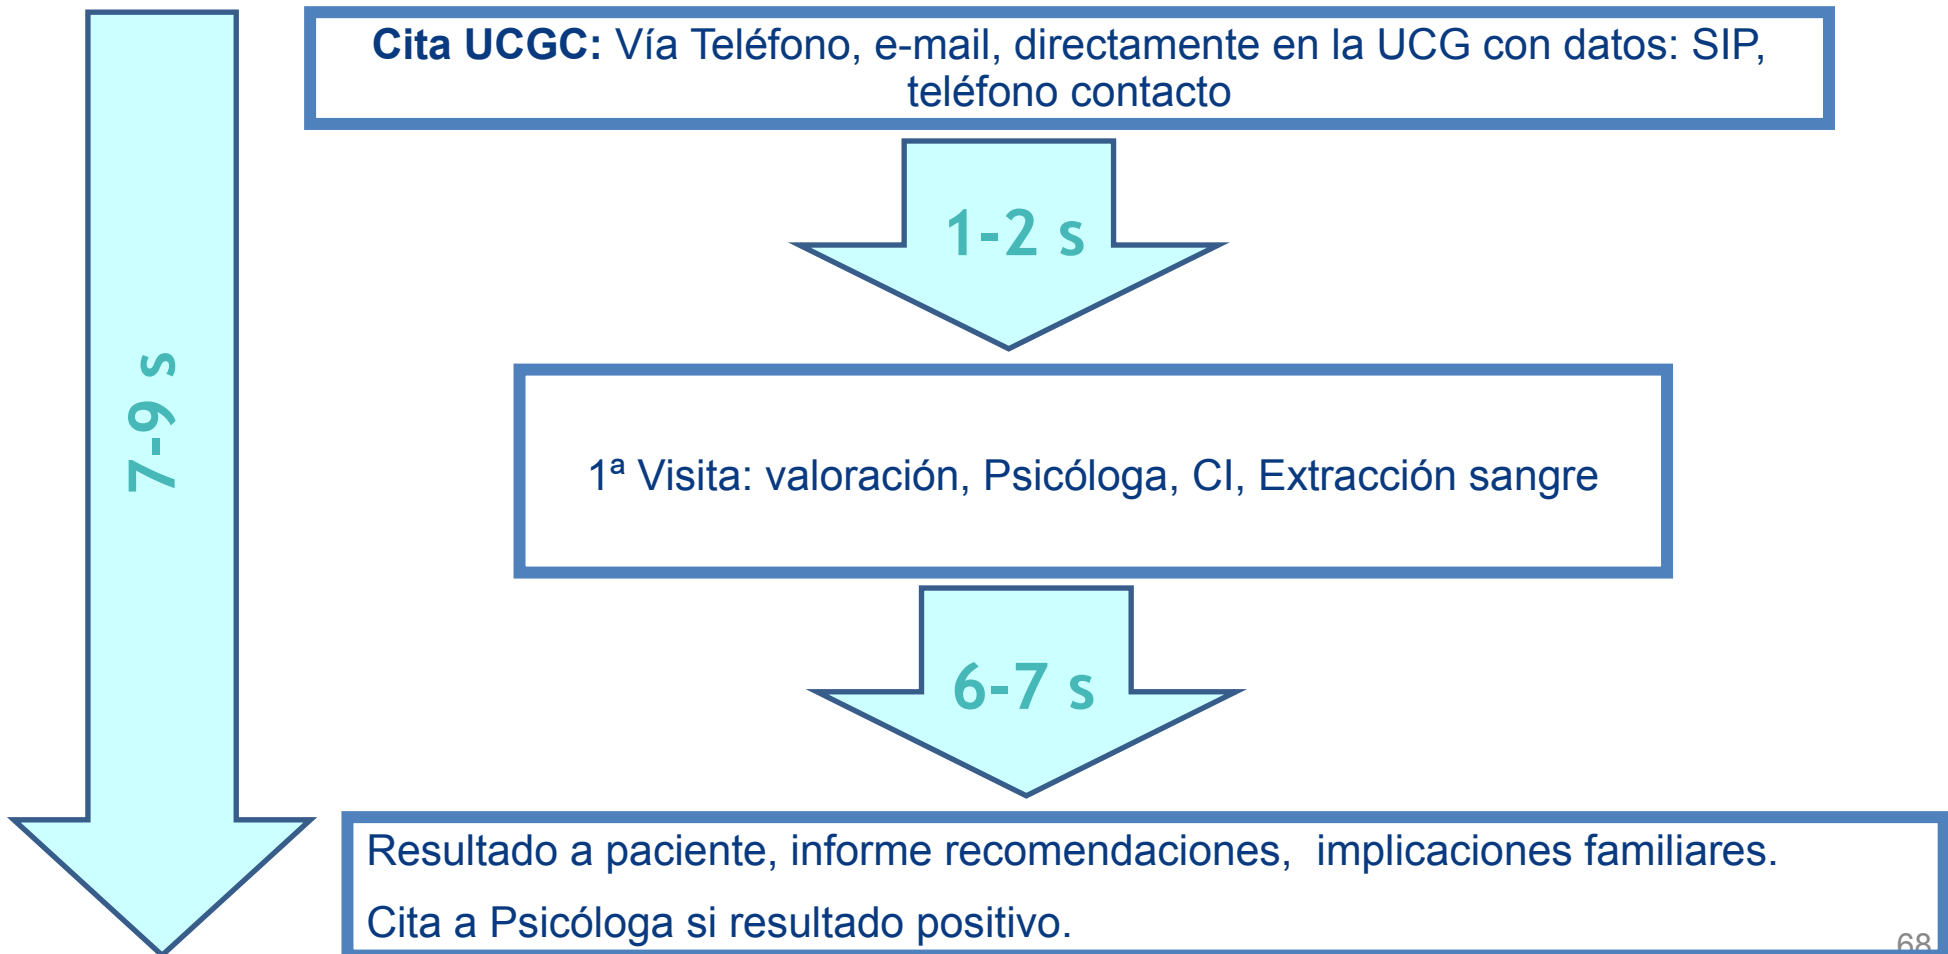 Cita UCGC: Vía Teléfono, e-mail, directamente en la UCG con datos: SIP,
teléfono contacto
1-2 s
7-9 s
1ª Visita: valoración, Psicóloga, CI, Extracción sangre
6-7 s
Resultado a paciente, informe recomendaciones, implicaciones familiares.
Cita a Psicóloga si resultado positivo.
68